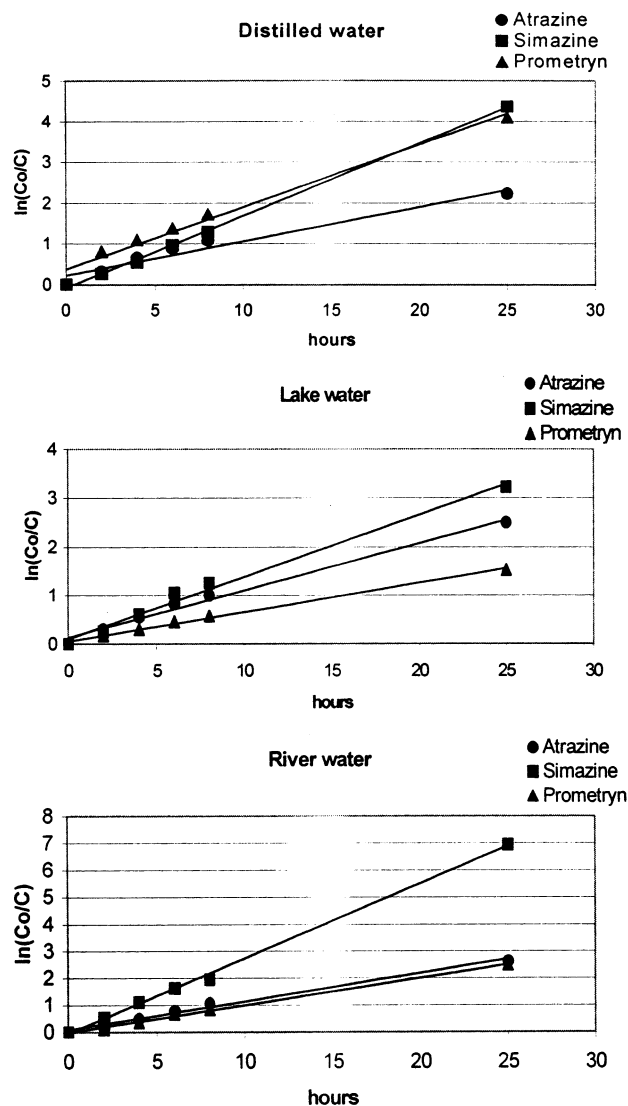 Distilled water
Atrazine
Simazine
Prometryn
ln(Co/C)
5
4
3
2
1
0
0 5 10 15 20 25 30
hours
Lake water
Atrazine
Simazine
Prometryn
ln(Co/C)
4
3
2
1
0
0 5 10 15 20 25 30
hours
River water
Atrazine
Simazine
Prometryn
ln(Co/C)
8
7
6
5
4
3
2
1
0
0 5 10 15 20 25 30
hours